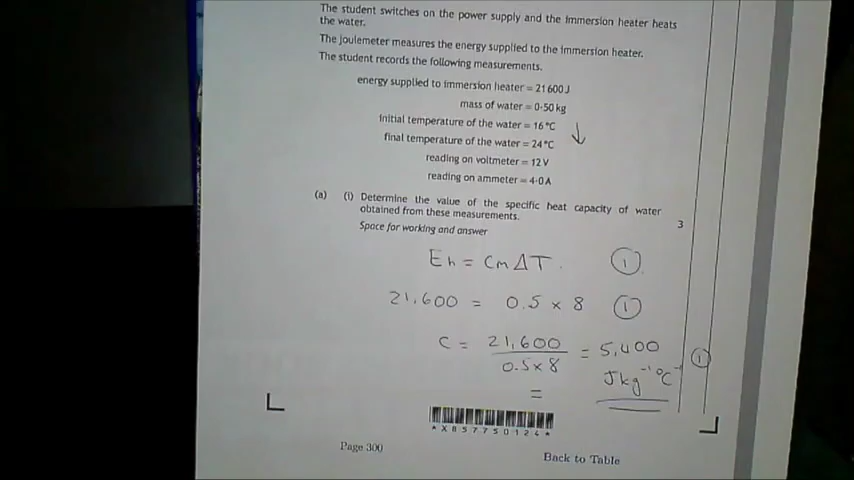 The student switches on the power supply and the immersion heater heats
the water.
The joulemeter measures the energy supplied to the immersion heater.
The student records the following measurements.
energy supplied to immersion heater = 21 600 J
mass of water = 0·50 kg
initial temperature of the water = 16 °C
final temperature of the water = 24 °C
reading on voltmeter = 12 V
reading on ammeter = 4·0 A
(a) (i) Determine the value of the specific heat capacity of water
obtained from these measurements.
3
Space for working and answer
Eh = cmΔT. 1
21,600 = 0.5 × 8 1
c = 21,600 / 0.5 × 8 = 5,400 1
Jkg⁻¹°C⁻¹
=
*X857750124*
Page 300
Back to Table